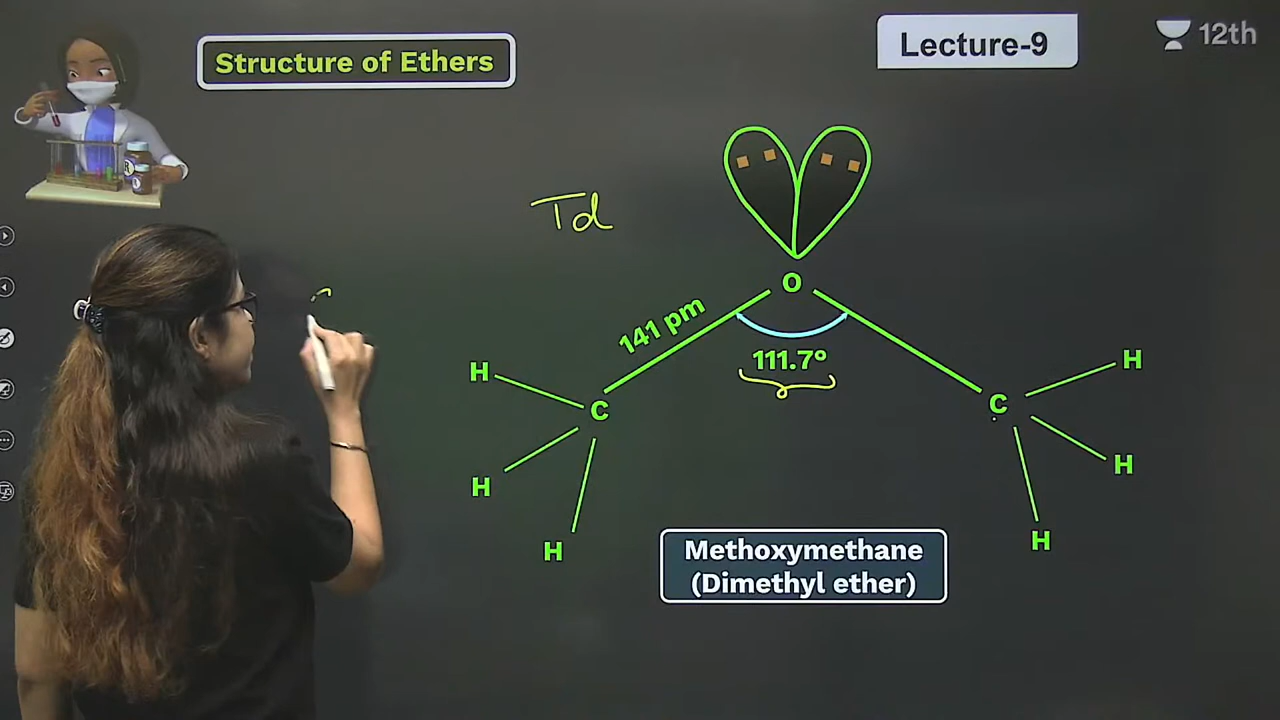 Structure of Ethers
Lecture-9
12th
Td
O
141 pm
111.7°
H
C
H
H
C
H
H
H
H
Methoxymethane
(Dimethyl ether)